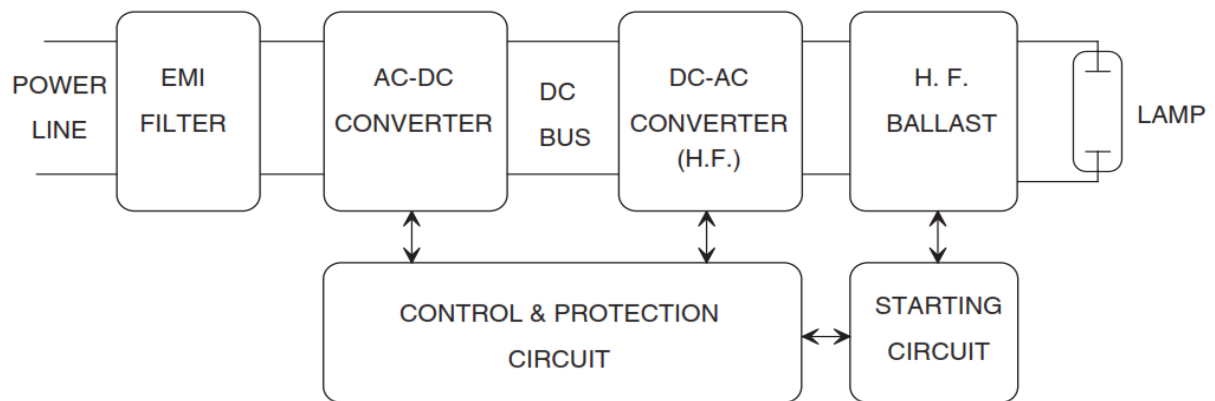 POWER
LINE
EMI
FILTER
AC-DC
CONVERTER
DC
BUS
DC-AC
CONVERTER
(H.F.)
H. F.
BALLAST
LAMP
CONTROL & PROTECTION
CIRCUIT
STARTING
CIRCUIT